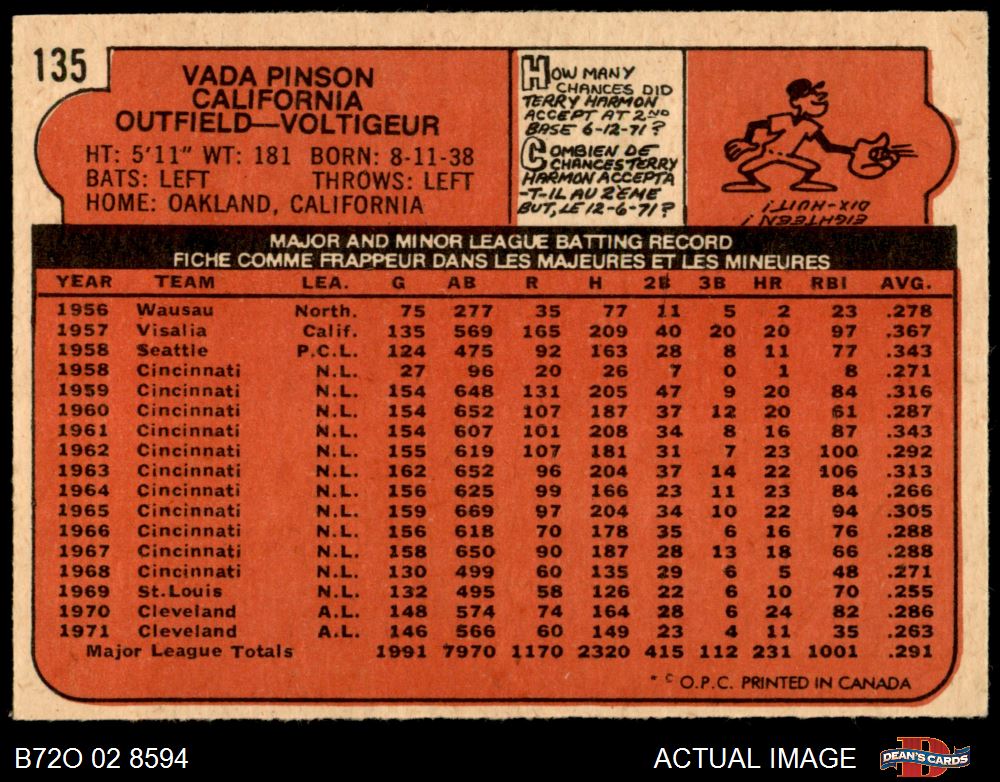 135
VADA PINSON
CALIFORNIA
OUTFIELD—VOLTIGEUR
HT: 5'11" WT: 181 BORN: 8-11-38
BATS: LEFT THROWS: LEFT
HOME: OAKLAND, CALIFORNIA
HOW MANY
CHANCES DID
TERRY HARMON
ACCEPT AT 2ND
BASE 6-12-71?
COMBIEN DE
CHANCES TERRY
HARMON ACCEPTA
-T-IL AU 2EME
BUT, LE 12-6-71?
EIGHTEEN!
DIX-HUIT!
MAJOR AND MINOR LEAGUE BATTING RECORD
FICHE COMME FRAPPEUR DANS LES MAJEURES ET LES MINEURES
YEAR TEAM LEA. G AB R H 2B 3B HR RBI AVG.
1956 Wausau North. 75 277 35 77 11 5 2 23 .278
1957 Visalia Calif. 135 569 165 209 40 20 20 97 .367
1958 Seattle P.C.L. 124 475 92 163 28 8 11 77 .343
1958 Cincinnati N.L. 27 96 20 26 7 0 1 8 .271
1959 Cincinnati N.L. 154 648 131 205 47 9 20 84 .316
1960 Cincinnati N.L. 154 652 107 187 37 12 20 61 .287
1961 Cincinnati N.L. 154 607 101 208 34 8 16 87 .343
1962 Cincinnati N.L. 155 619 107 181 31 7 23 100 .292
1963 Cincinnati N.L. 162 652 96 204 37 14 22 106 .313
1964 Cincinnati N.L. 156 625 99 166 23 11 23 84 .266
1965 Cincinnati N.L. 159 669 97 204 34 10 22 94 .305
1966 Cincinnati N.L. 156 618 70 178 35 6 16 76 .288
1967 Cincinnati N.L. 158 650 90 187 28 13 18 66 .288
1968 Cincinnati N.L. 130 499 60 135 29 6 5 48 .271
1969 St.Louis N.L. 132 495 58 126 22 6 10 70 .255
1970 Cleveland A.L. 148 574 74 164 28 6 24 82 .286
1971 Cleveland A.L. 146 566 60 149 23 4 11 35 .263
Major League Totals 1991 7970 1170 2320 415 112 231 1001 .291
* © O.P.C. PRINTED IN CANADA
B72O 02 8594
ACTUAL IMAGE
DEAN'S CARDS